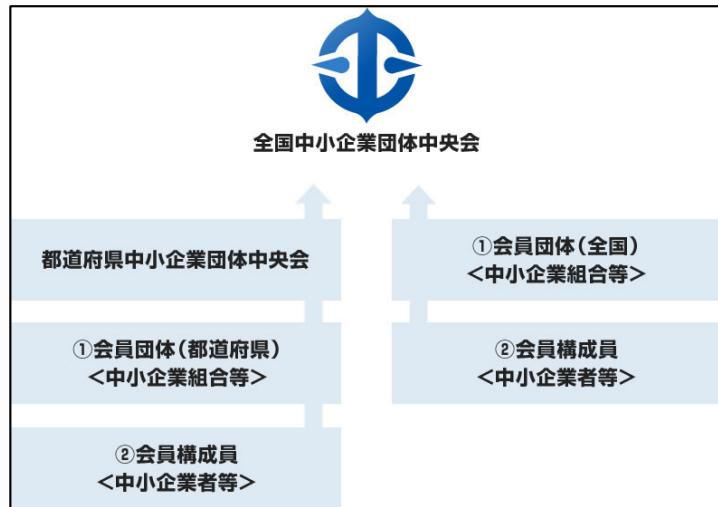 全国中小企業団体中央会
都道府県中小企業団体中央会
①会員団体(都道府県)
<中小企業組合等>
②会員構成員
<中小企業者等>
①会員団体(全国)
<中小企業組合等>
②会員構成員
<中小企業者等>